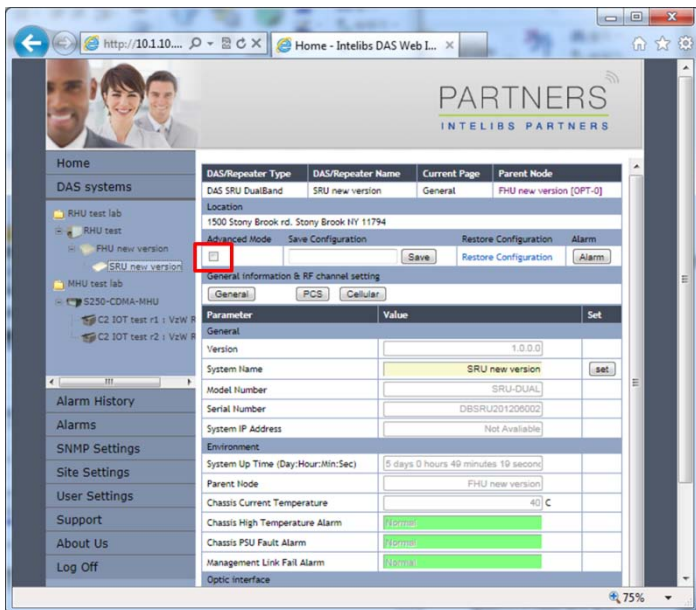 http://10.1.10....
Home - Intelibs DAS Web I...
PARTNERS
INTELIBS PARTNERS
Home
DAS systems
RHU test lab
RHU test
FHU new version
SRU new version
MHU test lab
S250-CDMA-MHU
C2 IOT test r1 : VzW R
C2 IOT test r2 : VzW R
Alarm History
Alarms
SNMP Settings
Site Settings
User Settings
Support
About Us
Log Off
DAS/Repeater Type DAS/Repeater Name Current Page Parent Node
DAS SRU DualBand SRU new version General FHU new version [OPT-0]
Location
1500 Stony Brook rd. Stony Brook NY 11794
Advanced Mode Save Configuration Restore Configuration Alarm
Save Restore Configuration Alarm
General information & RF channel setting
General PCS Cellular
Parameter Value Set
General
Version 1.0.0.0
System Name SRU new version set
Model Number SRU-DUAL
Serial Number DBSRU201206002
System IP Address Not Avaliable
Environment
System Up Time (Day:Hour:Min:Sec) 5 days 0 hours 49 minutes 19 second
Parent Node FHU new version
Chassis Current Temperature 40 C
Chassis High Temperature Alarm Normal
Chassis PSU Fault Alarm Normal
Management Link Fail Alarm Normal
Optic interface
75%